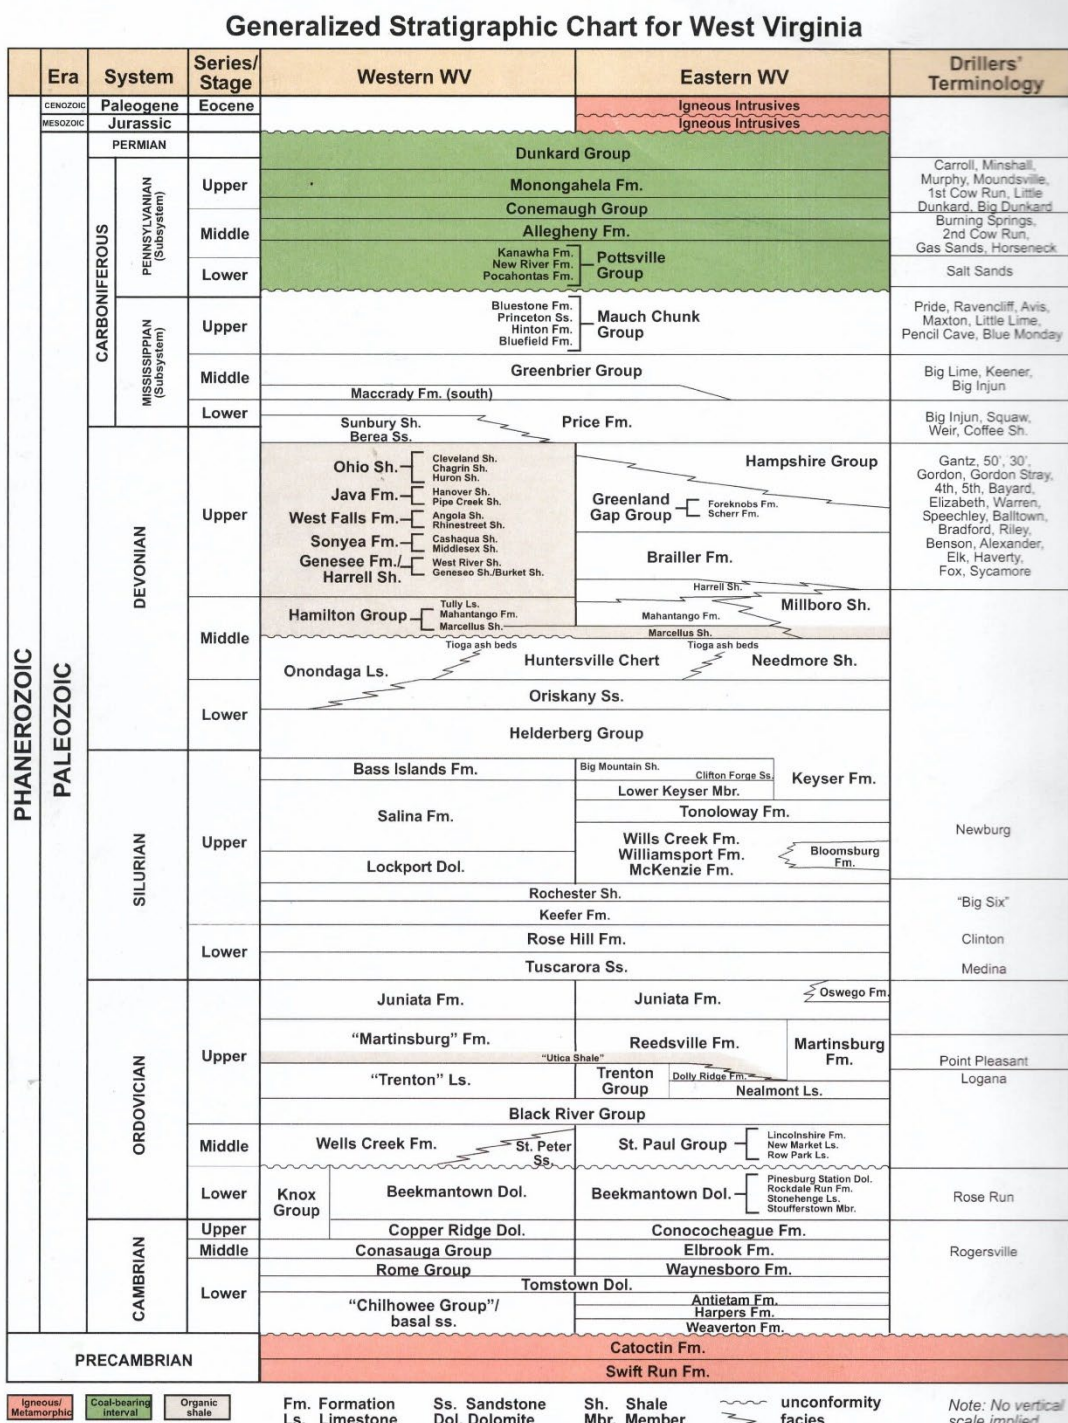 Generalized Stratigraphic Chart for West Virginia
Era
System
Series/
Stage
Western WV
Eastern WV
Drillers'
Terminology
CENOZOIC
Paleogene
Eocene
Igneous Intrusives
MESOZOIC
Jurassic
Igneous Intrusives
PHANEROZOIC
PALEOZOIC
PERMIAN
Dunkard Group
CARBONIFEROUS
PENNSYLVANIAN
(Subsystem)
Upper
Monongahela Fm.
Conemaugh Group
Carroll, Minshall,
Murphy, Moundsville,
1st Cow Run, Little
Dunkard, Big Dunkard
Middle
Allegheny Fm.
Burning Springs,
2nd Cow Run,
Gas Sands, Horseneck
Lower
Kanawha Fm.
New River Fm.
Pocahontas Fm.
Pottsville
Group
Salt Sands
MISSISSIPPIAN
(Subsystem)
Upper
Bluestone Fm.
Princeton Ss.
Hinton Fm.
Bluefield Fm.
Mauch Chunk
Group
Pride, Ravencliff, Avis,
Maxton, Little Lime,
Pencil Cave, Blue Monday
Middle
Greenbrier Group
Maccrady Fm. (south)
Big Lime, Keener,
Big Injun
Lower
Sunbury Sh.
Berea Ss.
Price Fm.
Big Injun, Squaw,
Weir, Coffee Sh.
DEVONIAN
Upper
Ohio Sh.
Cleveland Sh.
Chagrin Sh.
Huron Sh.
Java Fm.
Hanover Sh.
Pipe Creek Sh.
West Falls Fm.
Angola Sh.
Rhinestreet Sh.
Sonyea Fm.
Cashaqua Sh.
Middlesex Sh.
Genesee Fm./
Harrell Sh.
West River Sh.
Geneseo Sh./Burket Sh.
Hampshire Group
Greenland
Gap Group
Foreknobs Fm.
Scherr Fm.
Brailler Fm.
Harrell Sh.
Gantz, 50', 30',
Gordon, Gordon Stray,
4th, 5th, Bayard,
Elizabeth, Warren,
Speechley, Balltown,
Bradford, Riley,
Benson, Alexander,
Elk, Haverty,
Fox, Sycamore
Middle
Hamilton Group
Tully Ls.
Mahantango Fm.
Marcellus Sh.
Millboro Sh.
Mahantango Fm.
Marcellus Sh.
Tioga ash beds
Tioga ash beds
Onondaga Ls.
Huntersville Chert
Needmore Sh.
Lower
Oriskany Ss.
Helderberg Group
SILURIAN
Upper
Bass Islands Fm.
Salina Fm.
Lockport Dol.
Big Mountain Sh.
Clifton Forge Ss.
Keyser Fm.
Lower Keyser Mbr.
Tonoloway Fm.
Wills Creek Fm.
Williamsport Fm.
McKenzie Fm.
Bloomsburg
Fm.
Newburg
Rochester Sh.
Keefer Fm.
"Big Six"
Lower
Rose Hill Fm.
Clinton
Tuscarora Ss.
Medina
ORDOVICIAN
Upper
Juniata Fm.
Juniata Fm.
Oswego Fm.
"Martinsburg" Fm.
Reedsville Fm.
Martinsburg
Fm.
"Utica Shale"
Point Pleasant
"Trenton" Ls.
Trenton
Group
Dolly Ridge Fm.
Nealmont Ls.
Logana
Black River Group
Middle
Wells Creek Fm.
St. Peter
Ss.
St. Paul Group
Lincolnshire Fm.
New Market Ls.
Row Park Ls.
Lower
Knox
Group
Beekmantown Dol.
Beekmantown Dol.
Pinesburg Station Dol.
Rockdale Run Fm.
Stonehenge Ls.
Stoufferstown Mbr.
Rose Run
CAMBRIAN
Upper
Copper Ridge Dol.
Conococheague Fm.
Middle
Conasauga Group
Elbrook Fm.
Rogersville
Lower
Rome Group
Waynesboro Fm.
Tomstown Dol.
"Chilhowee Group"/
basal ss.
Antietam Fm.
Harpers Fm.
Weaverton Fm.
PRECAMBRIAN
Catoctin Fm.
Swift Run Fm.
Igneous/
Metamorphic
Coal-bearing
interval
Organic
shale
Fm. Formation
Ss. Sandstone
Sh. Shale
unconformity
Note: No vertical
Ls. Limestone
Dol. Dolomite
Mbr. Member
facies
scale implied